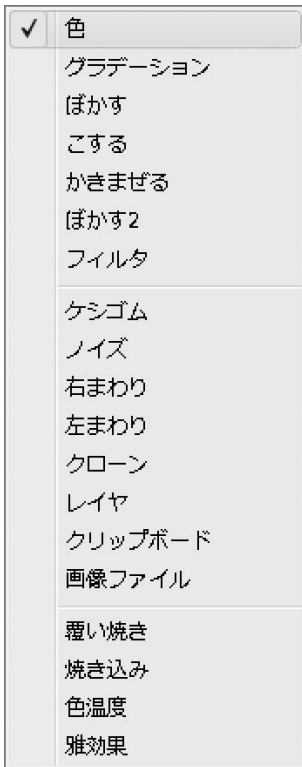 色
グラデーション
ぼかす
こする
かきまぜる
ぼかす2
フィルタ
ケシゴム
ノイズ
右まわり
左まわり
クローン
レイヤ
クリップボード
画像ファイル
覆い焼き
焼き込み
色温度
雅効果